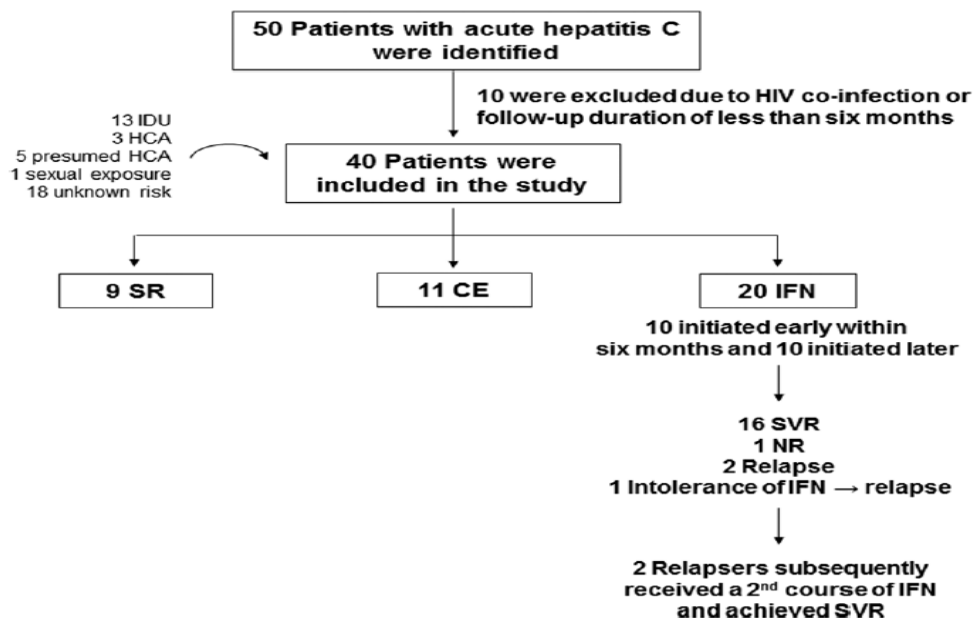 50 Patients with acute hepatitis C
were identified
10 were excluded due to HIV co-infection or
follow-up duration of less than six months
13 IDU
3 HCA
5 presumed HCA
1 sexual exposure
18 unknown risk
40 Patients were
included in the study
9 SR
11 CE
20 IFN
10 initiated early within
six months and 10 initiated later
16 SVR
1 NR
2 Relapse
1 Intolerance of IFN → relapse
2 Relapsers subsequently
received a 2nd course of IFN
and achieved SVR